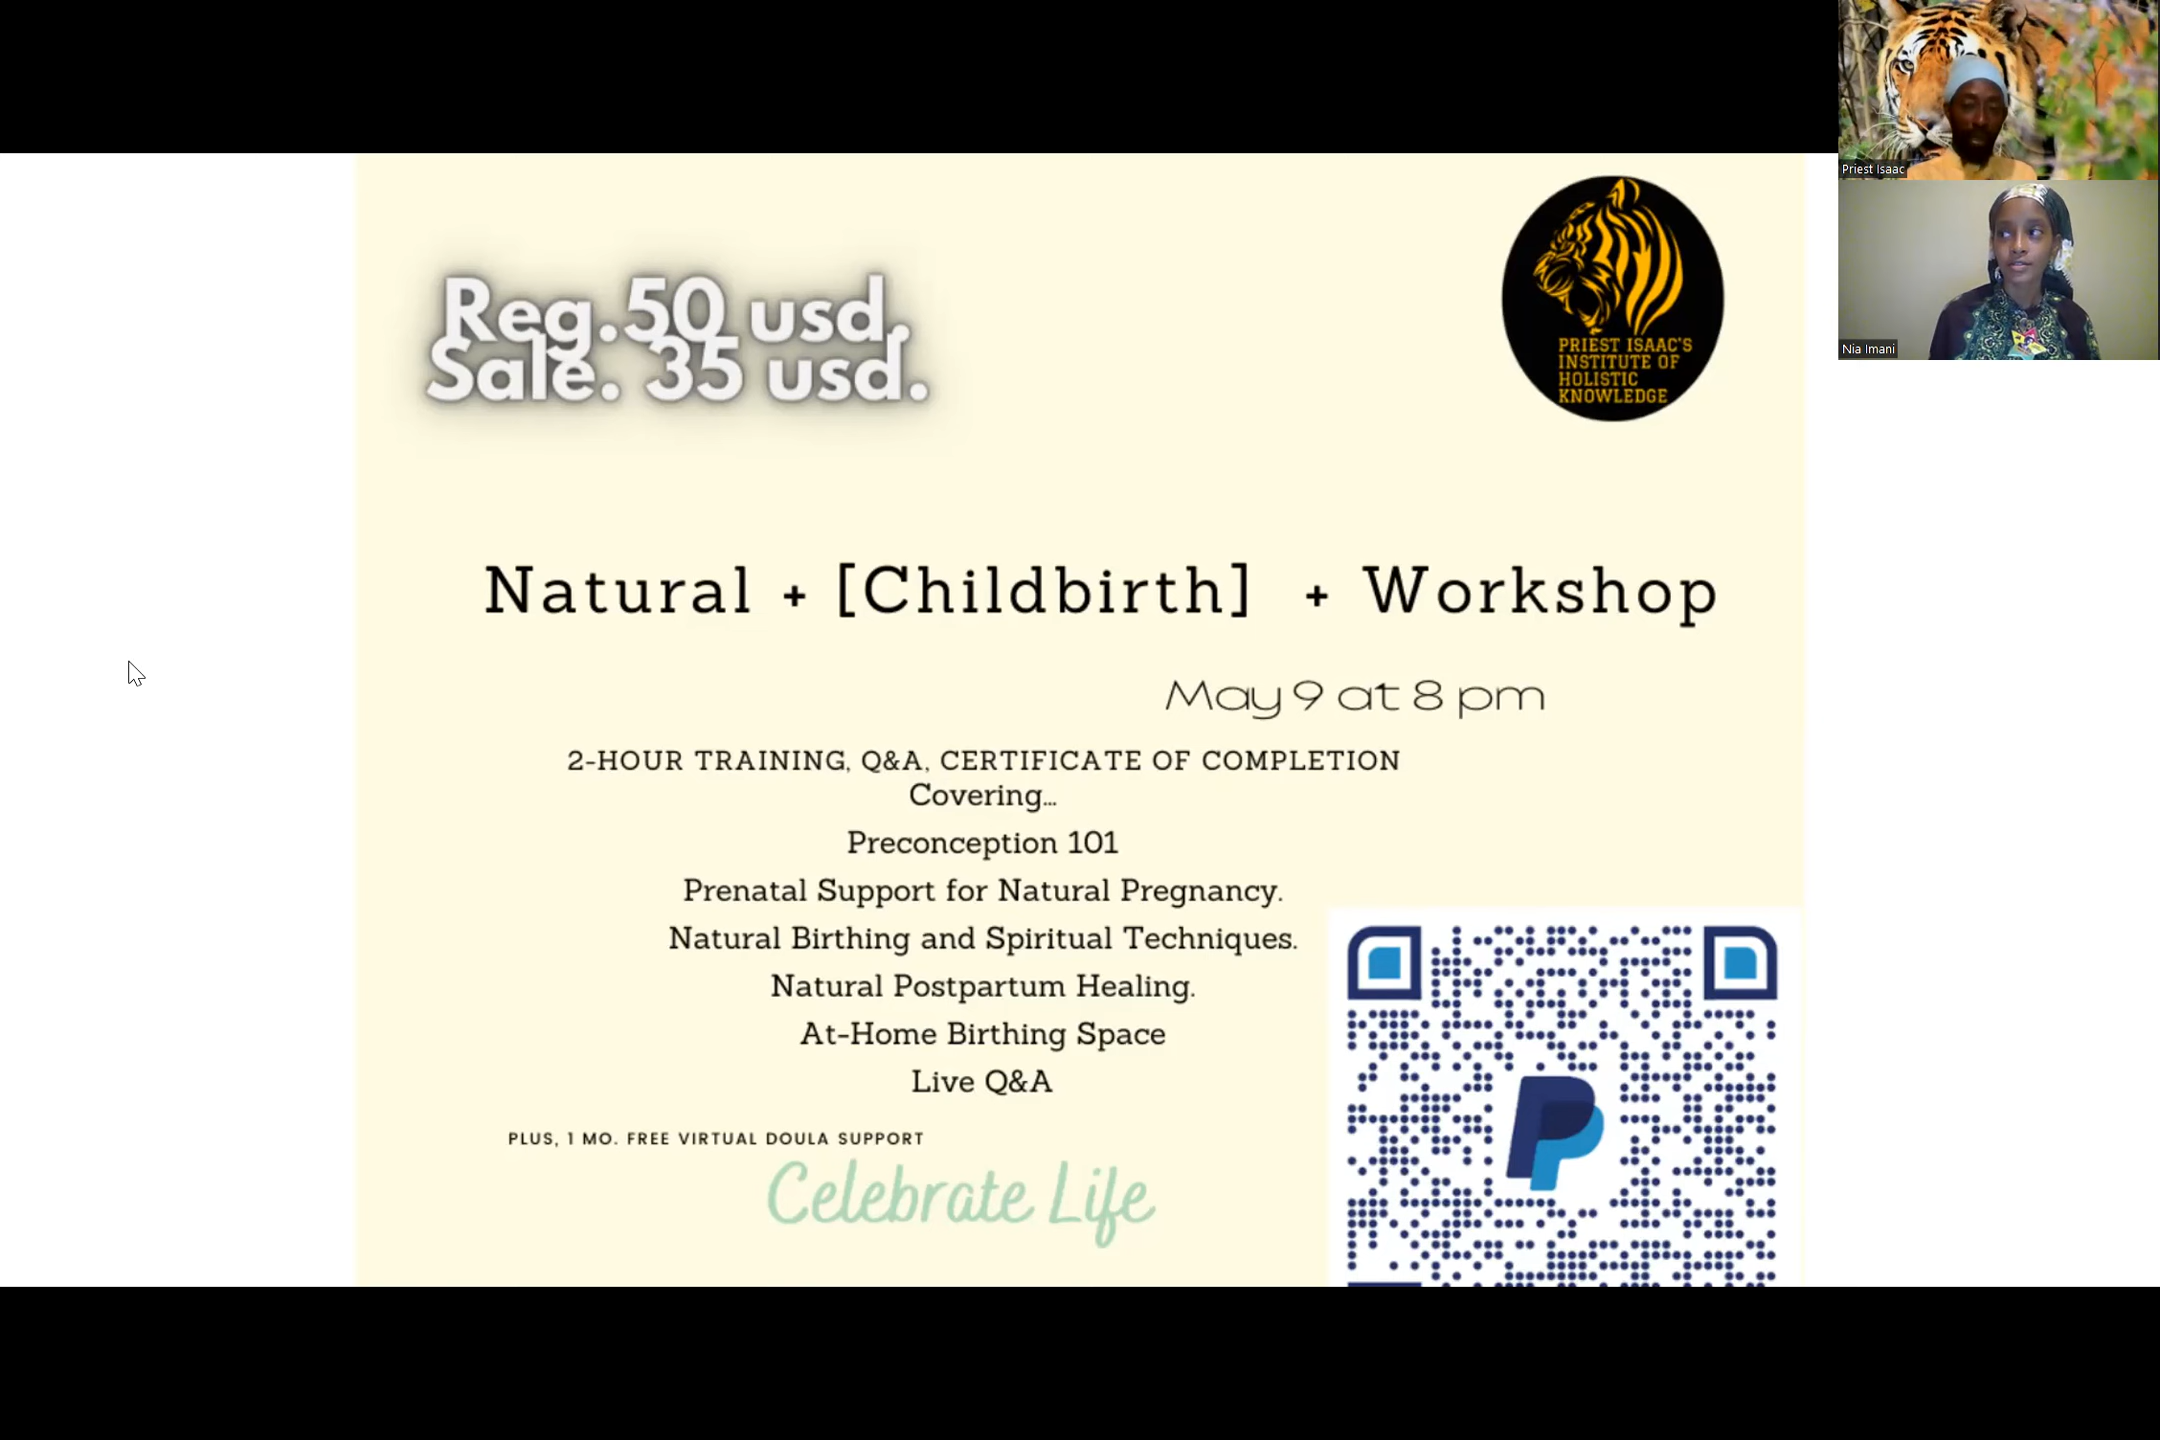 Reg.50 usd.
Sale. 35 usd.
PRIEST ISAAC'S
INSTITUTE OF
HOLISTIC
KNOWLEDGE
Priest Isaac
Nia Imani
Natural + [Childbirth] + Workshop
May 9 at 8 pm
2-HOUR TRAINING, Q&A, CERTIFICATE OF COMPLETION
Covering...
Preconception 101
Prenatal Support for Natural Pregnancy.
Natural Birthing and Spiritual Techniques.
Natural Postpartum Healing.
At-Home Birthing Space
Live Q&A
PLUS, 1 MO. FREE VIRTUAL DOULA SUPPORT
Celebrate Life